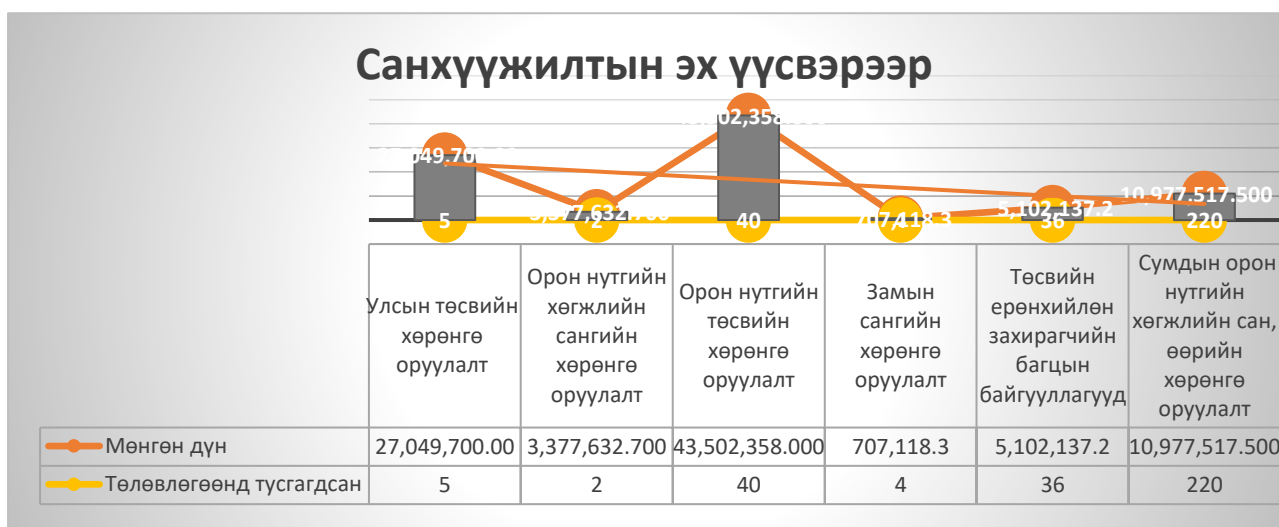 Санхүүжилтын эх үүсвэрээр
10,977.517.500
5,102,137.2
5
2
40
36
220
Улсын төсвийн
хөрөнгө
оруулалт
Орон нутгийн
хөгжлийн
сангийн
хөрөнгө
оруулалт
Орон нутгийн
төсвийн
хөрөнгө
оруулалт
Замын
сангийн
хөрөнгө
оруулалт
Төсвийн
ерөнхийлөн
захирагчийн
багцын
байгууллагууд
Сумдын орон
нутгийн
хөгжлийн сан,
өөрийн
хөрөнгө
оруулалт
Мөнгөн дүн 27,049,700.00 3,377,632.700 43,502,358.000 707,118.3 5,102,137.2 10,977,517.500
Төлөвлөгөөнд тусгагдсан 5 2 40 4 36 220